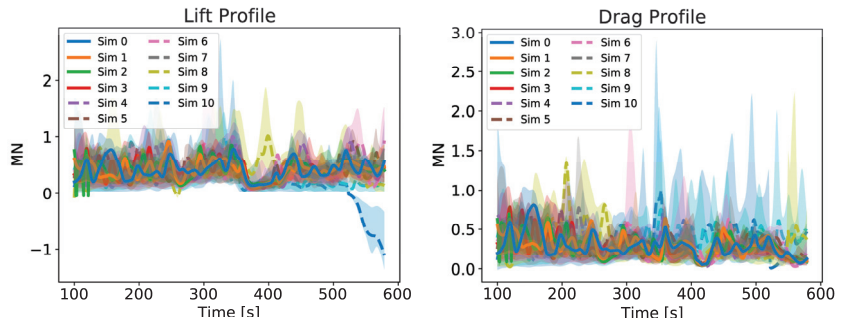 Lift Profile
Sim 0 Sim 6
Sim 1 Sim 7
Sim 2 Sim 8
Sim 3 Sim 9
Sim 4 Sim 10
Sim 5
MN
2
1
0
−1
100 200 300 400 500 600
Time [s]
Drag Profile
Sim 0 Sim 6
Sim 1 Sim 7
Sim 2 Sim 8
Sim 3 Sim 9
Sim 4 Sim 10
Sim 5
MN
3.0
2.5
2.0
1.5
1.0
0.5
0.0
100 200 300 400 500 600
Time [s]